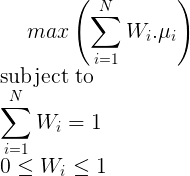 max(∑_{i=1}^{N} W_i.μ_i)
subject to
∑_{i=1}^{N} W_i = 1
0 ≤ W_i ≤ 1